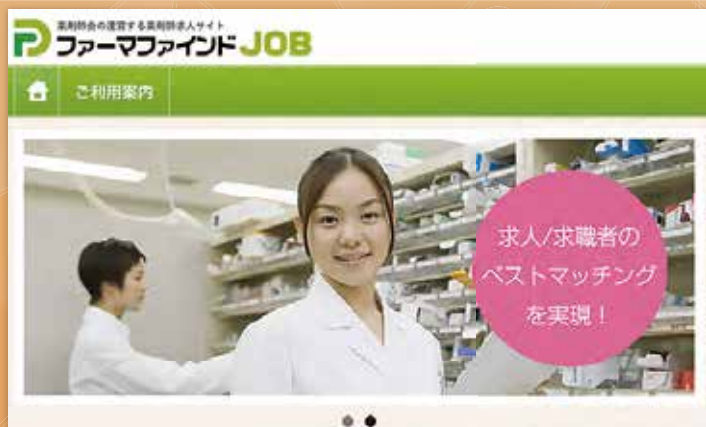 薬剤師会の運営する薬剤師求人サイト
ファーマファインドJOB
ご利用案内
求人/求職者の
ベストマッチング
を実現！